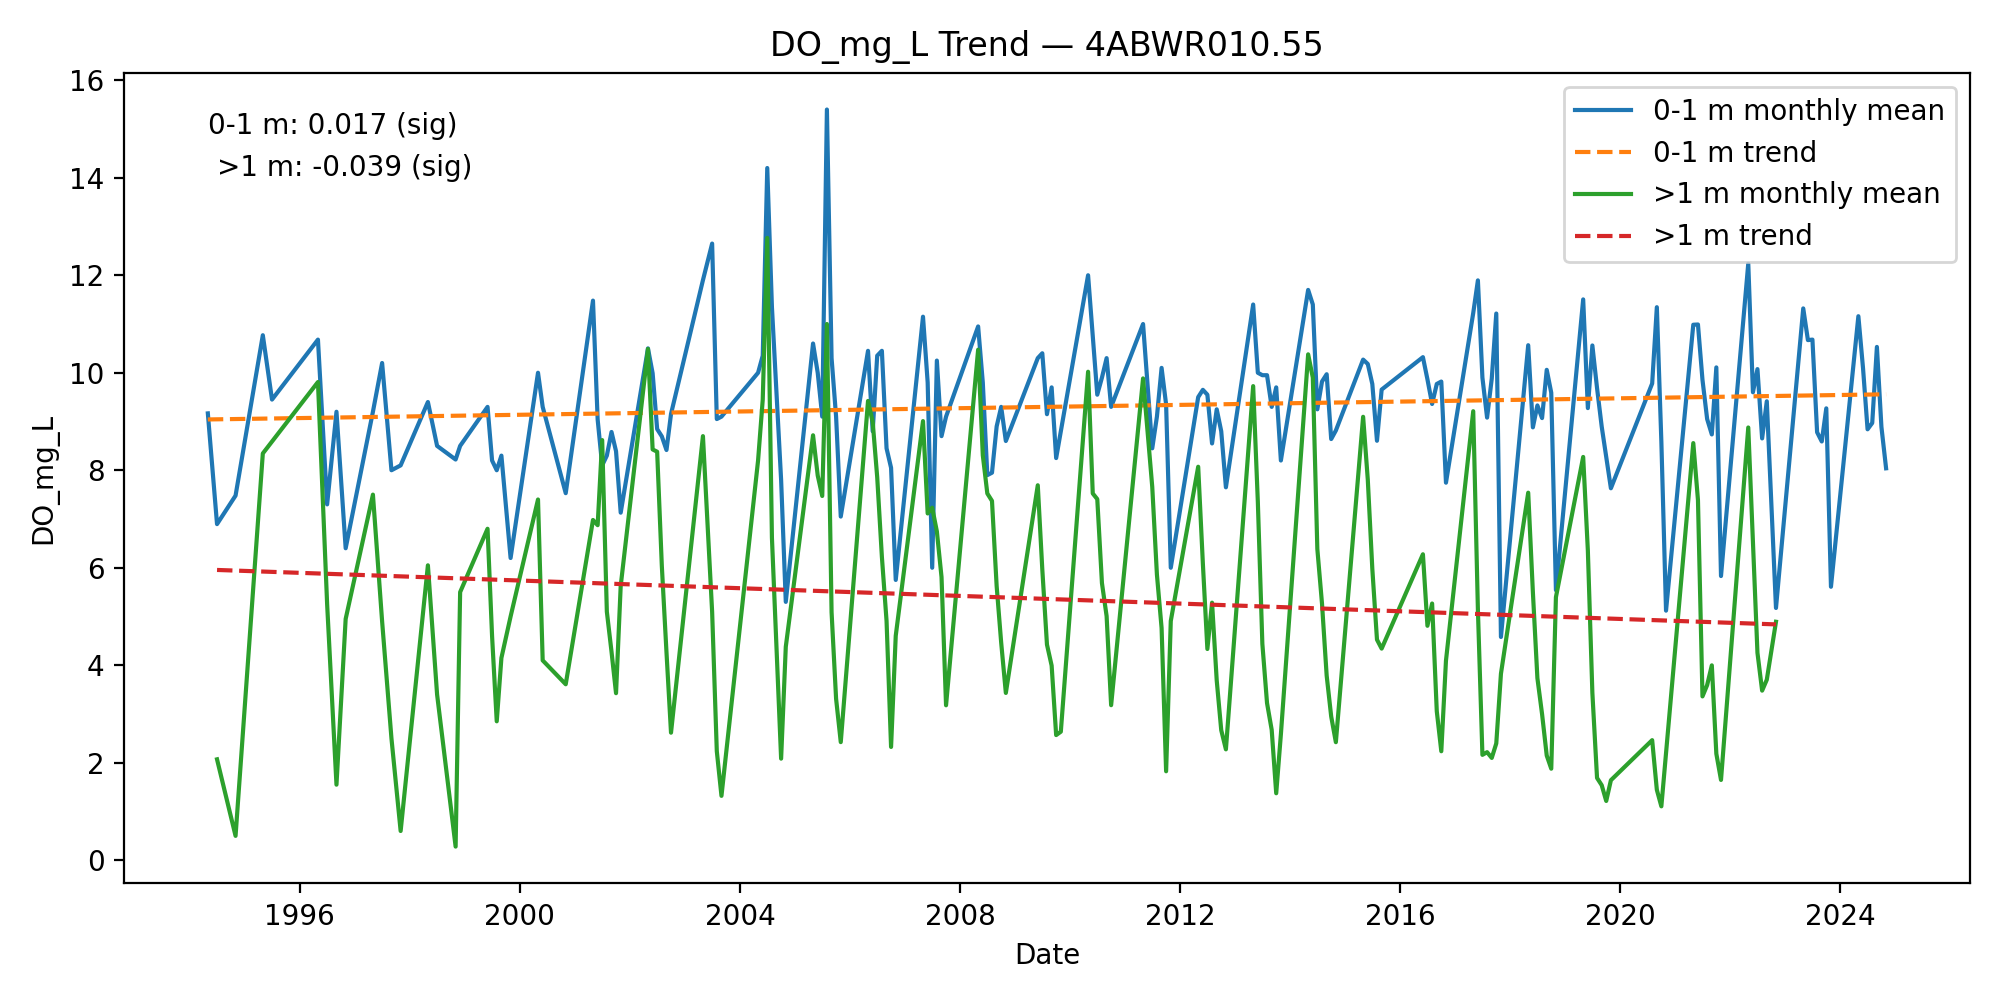 DO_mg_L Trend — 4ABWR010.55
0-1 m: 0.017 (sig)
>1 m: -0.039 (sig)
0-1 m monthly mean
0-1 m trend
>1 m monthly mean
>1 m trend
16
14
12
10
8
6
4
2
0
DO_mg_L
1996
2000
2004
2008
2012
2016
2020
2024
Date